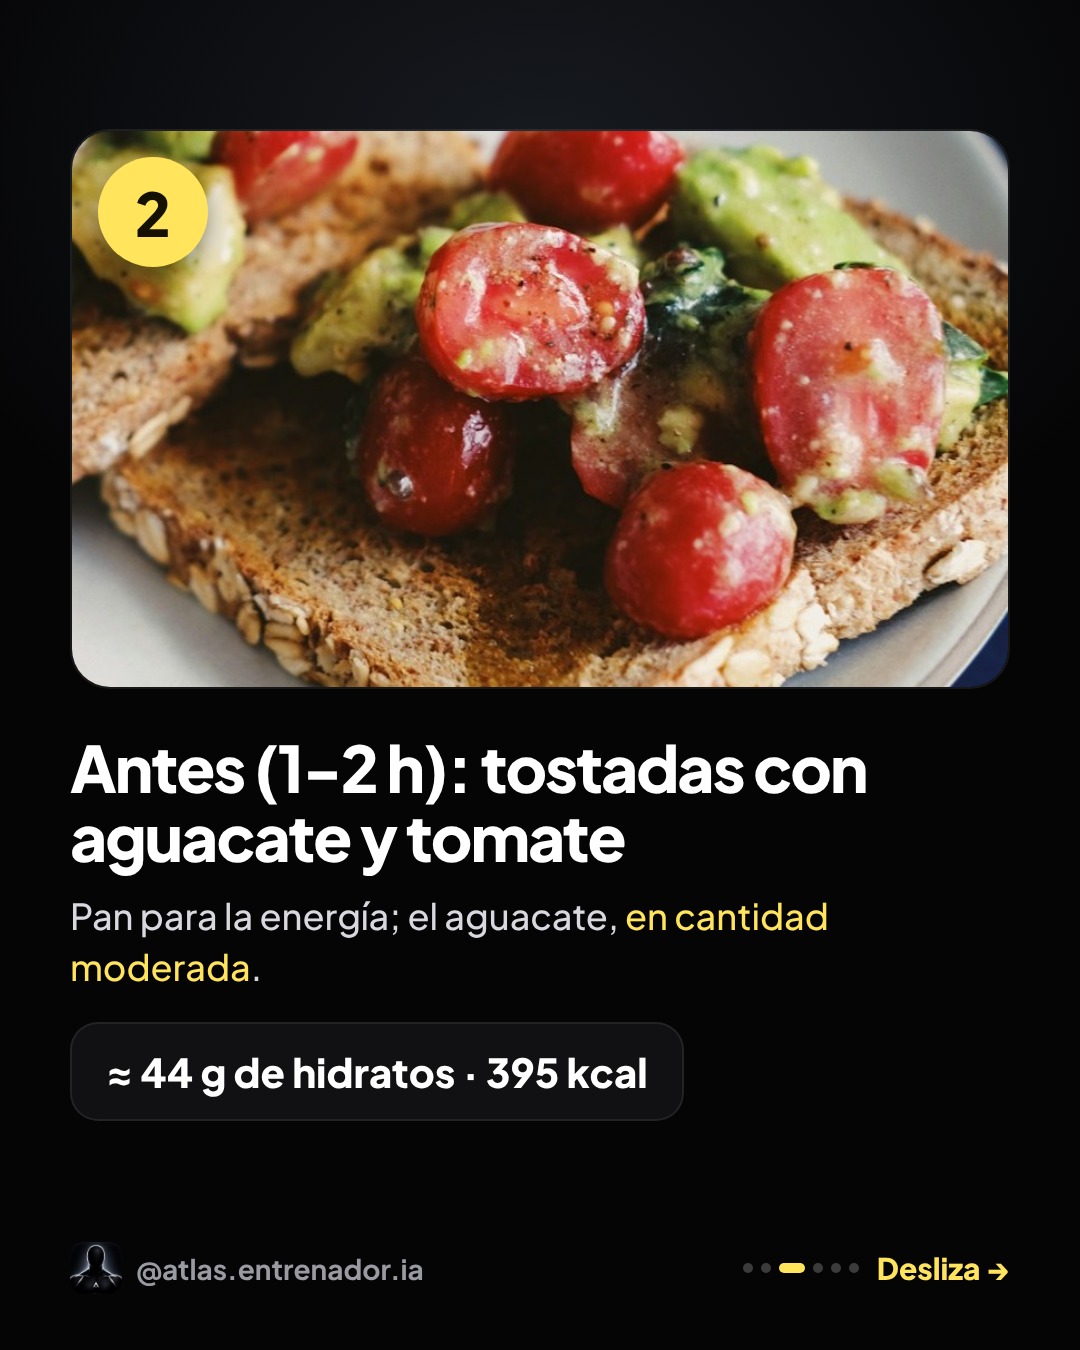 2
Antes (1–2 h): tostadas con
aguacate y tomate
Pan para la energía; el aguacate, en cantidad
moderada.
≈ 44 g de hidratos · 395 kcal
@atlas.entrenador.ia
Desliza →